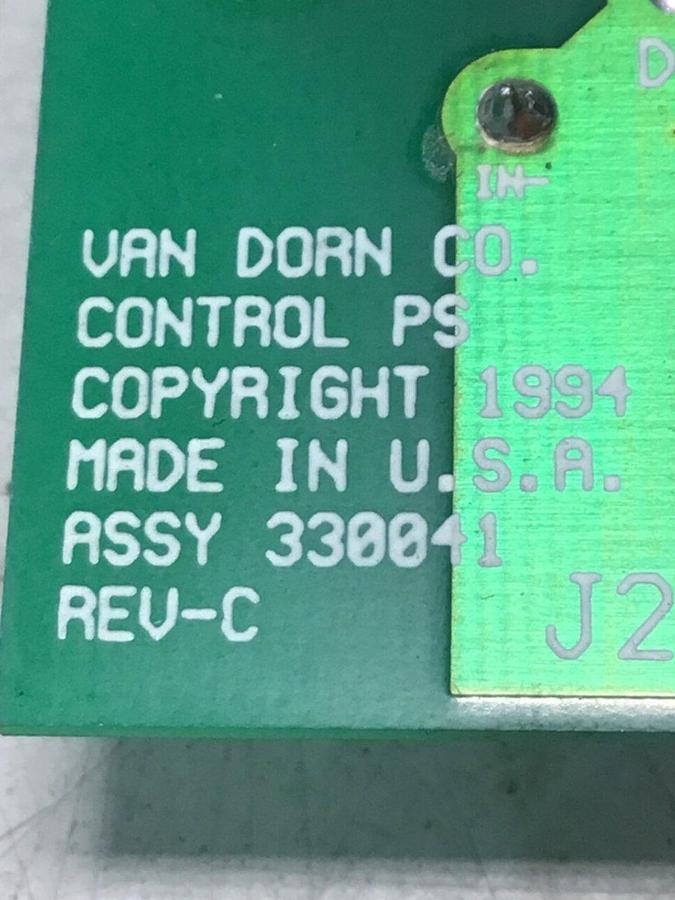 D
IN-
VAN DORN CO.
CONTROL PS
COPYRIGHT 1994
MADE IN U.S.A.
ASSY 330041
REV-C
J2